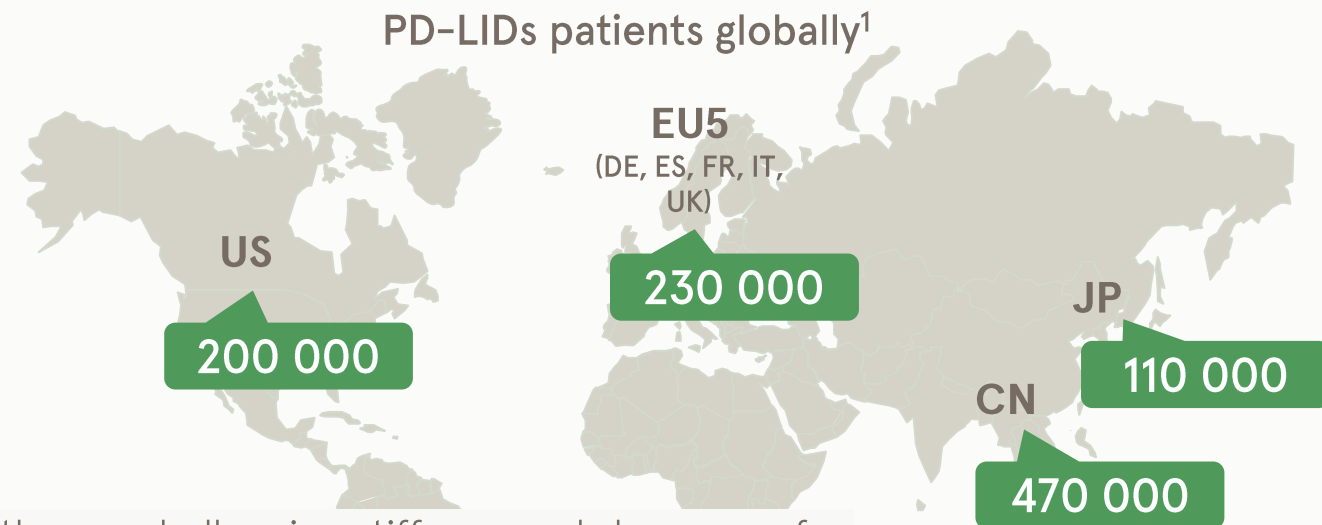 PD-LIDs patients globally¹
EU5
(DE, ES, FR, IT,
UK)
US
230 000
JP
200 000
110 000
CN
470 000